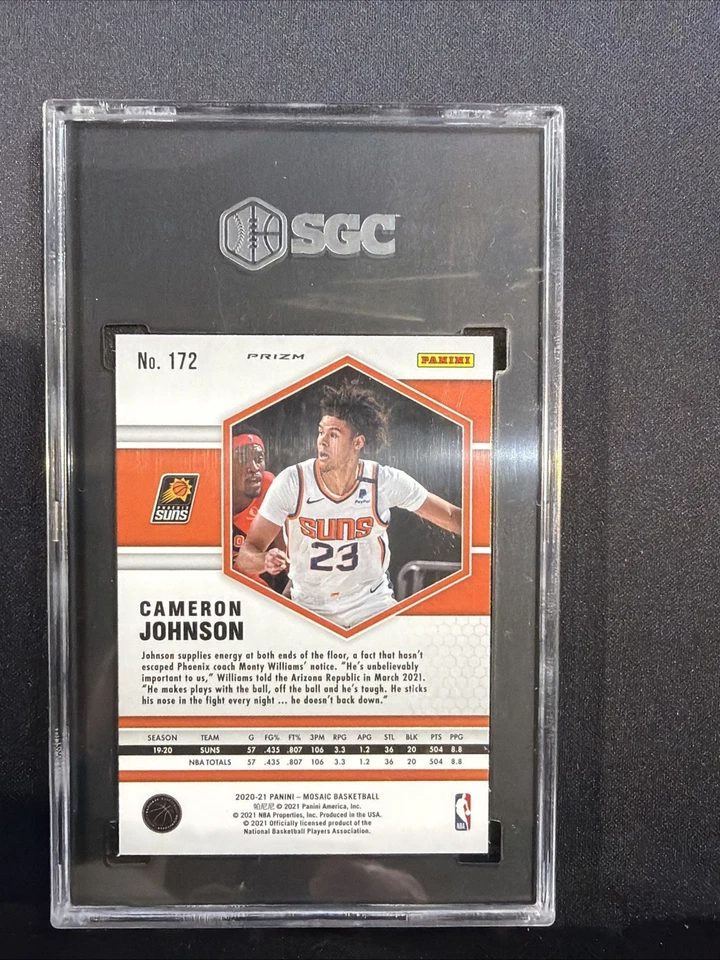 SGC
No. 172
PRIZM
PANINI
PHOENIX
SUNS
PayPal
SUNS
23
CAMERON
JOHNSON
Johnson supplies energy at both ends of the floor, a fact that hasn't
escaped Phoenix coach Monty Williams' notice. "He's unbelievably
important to us," Williams told the Arizona Republic in March 2021.
"He makes plays with the ball, off the ball and he's tough. He sticks
his nose in the fight every night ... he doesn't back down."
SEASON TEAM G FG% FT% 3PM RPG APG STL BLK PTS PPG
19-20 SUNS 57 .435 .807 106 3.3 1.2 36 20 504 8.8
NBA TOTALS 57 .435 .807 106 3.3 1.2 36 20 504 8.8
2020-21 PANINI – MOSAIC BASKETBALL
帕尼尼 © 2021 Panini America, Inc.
© 2021 NBA Properties, Inc. Produced in the USA.
© 2021 Officially licensed product of the
National Basketball Players Association.
NBA